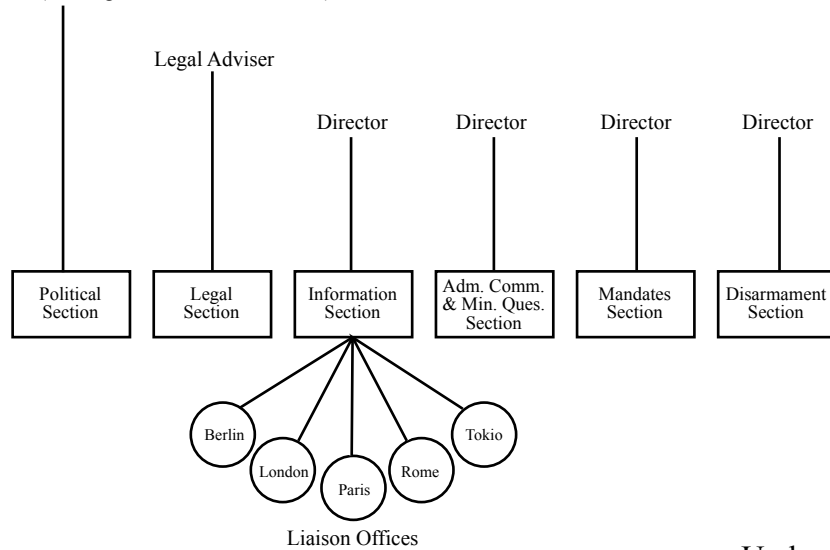 Legal Adviser
Director
Director
Director
Director
Political
Section
Legal
Section
Information
Section
Adm. Comm.
& Min. Ques.
Section
Mandates
Section
Disarmament
Section
Berlin
London
Paris
Rome
Tokio
Liaison Offices